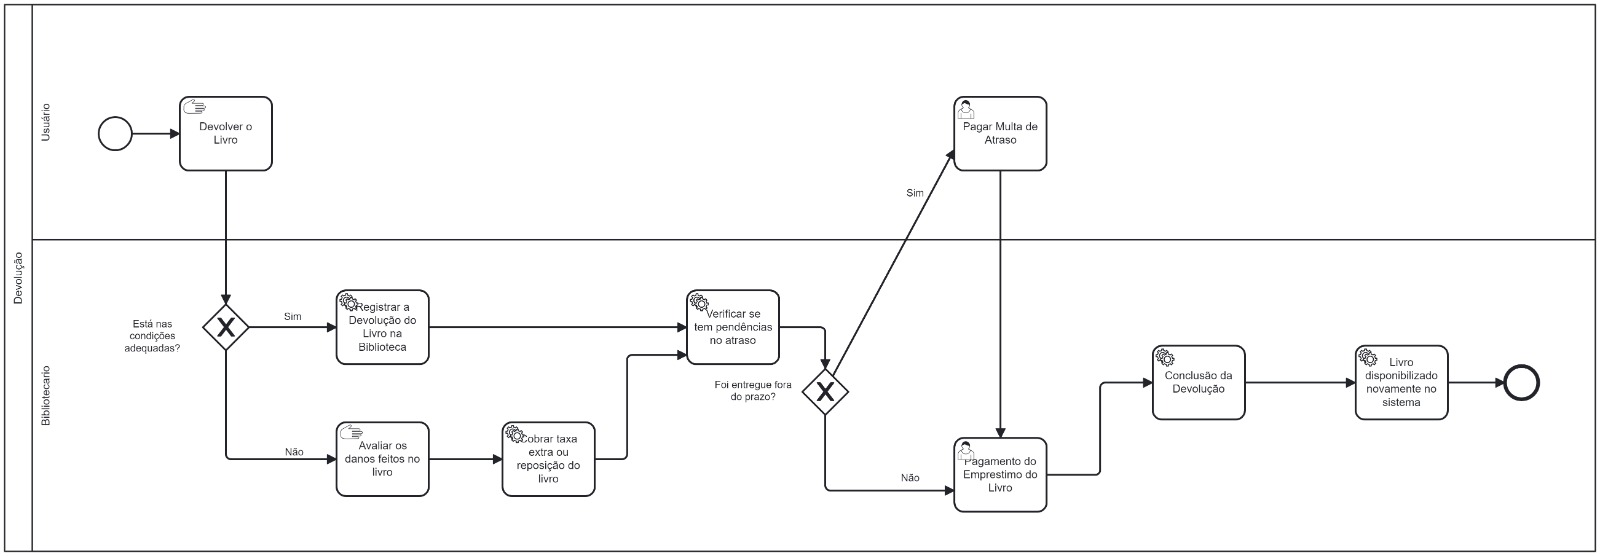 Devolução
Usuário
Devolver o
Livro
Pagar Multa de
Atraso
Sim
Bibliotecario
Está nas
condições
adequadas?
Sim
Registrar a
Devolução do
Livro na
Biblioteca
Verificar se
tem pendências
no atraso
Foi entregue fora
do prazo?
Não
Avaliar os
danos feitos no
livro
Cobrar taxa
extra ou
reposição do
livro
Não
Pagamento do
Emprestimo do
Livro
Conclusão da
Devolução
Livro
disponibilizado
novamente no
sistema